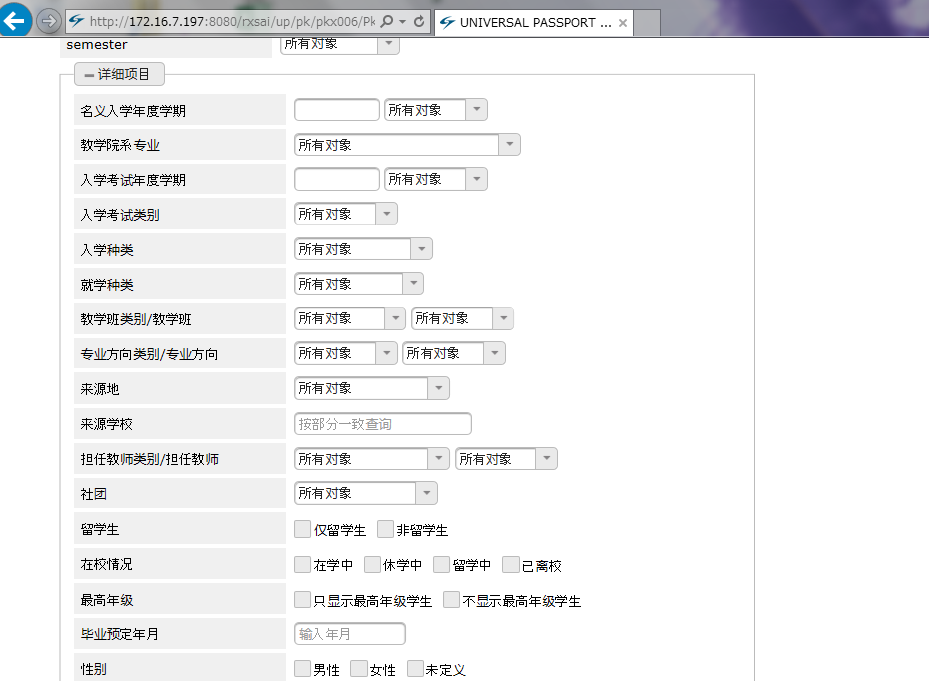 http://172.16.7.197:8080/rxsai/up/pk/pkx006/Pk
UNIVERSAL PASSPORT ...
semester 所有对象
详细项目
名义入学年度学期 所有对象
教学院系专业 所有对象
入学考试年度学期 所有对象
入学考试类别 所有对象
入学种类 所有对象
就学种类 所有对象
教学班类别/教学班 所有对象 所有对象
专业方向类别/专业方向 所有对象 所有对象
来源地 所有对象
来源学校 按部分一致查询
担任教师类别/担任教师 所有对象 所有对象
社团 所有对象
留学生 仅留学生 非留学生
在校情况 在学中 休学中 留学中 已离校
最高年级 只显示最高年级学生 不显示最高年级学生
毕业预定年月 输入年月
性别 男性 女性 未定义